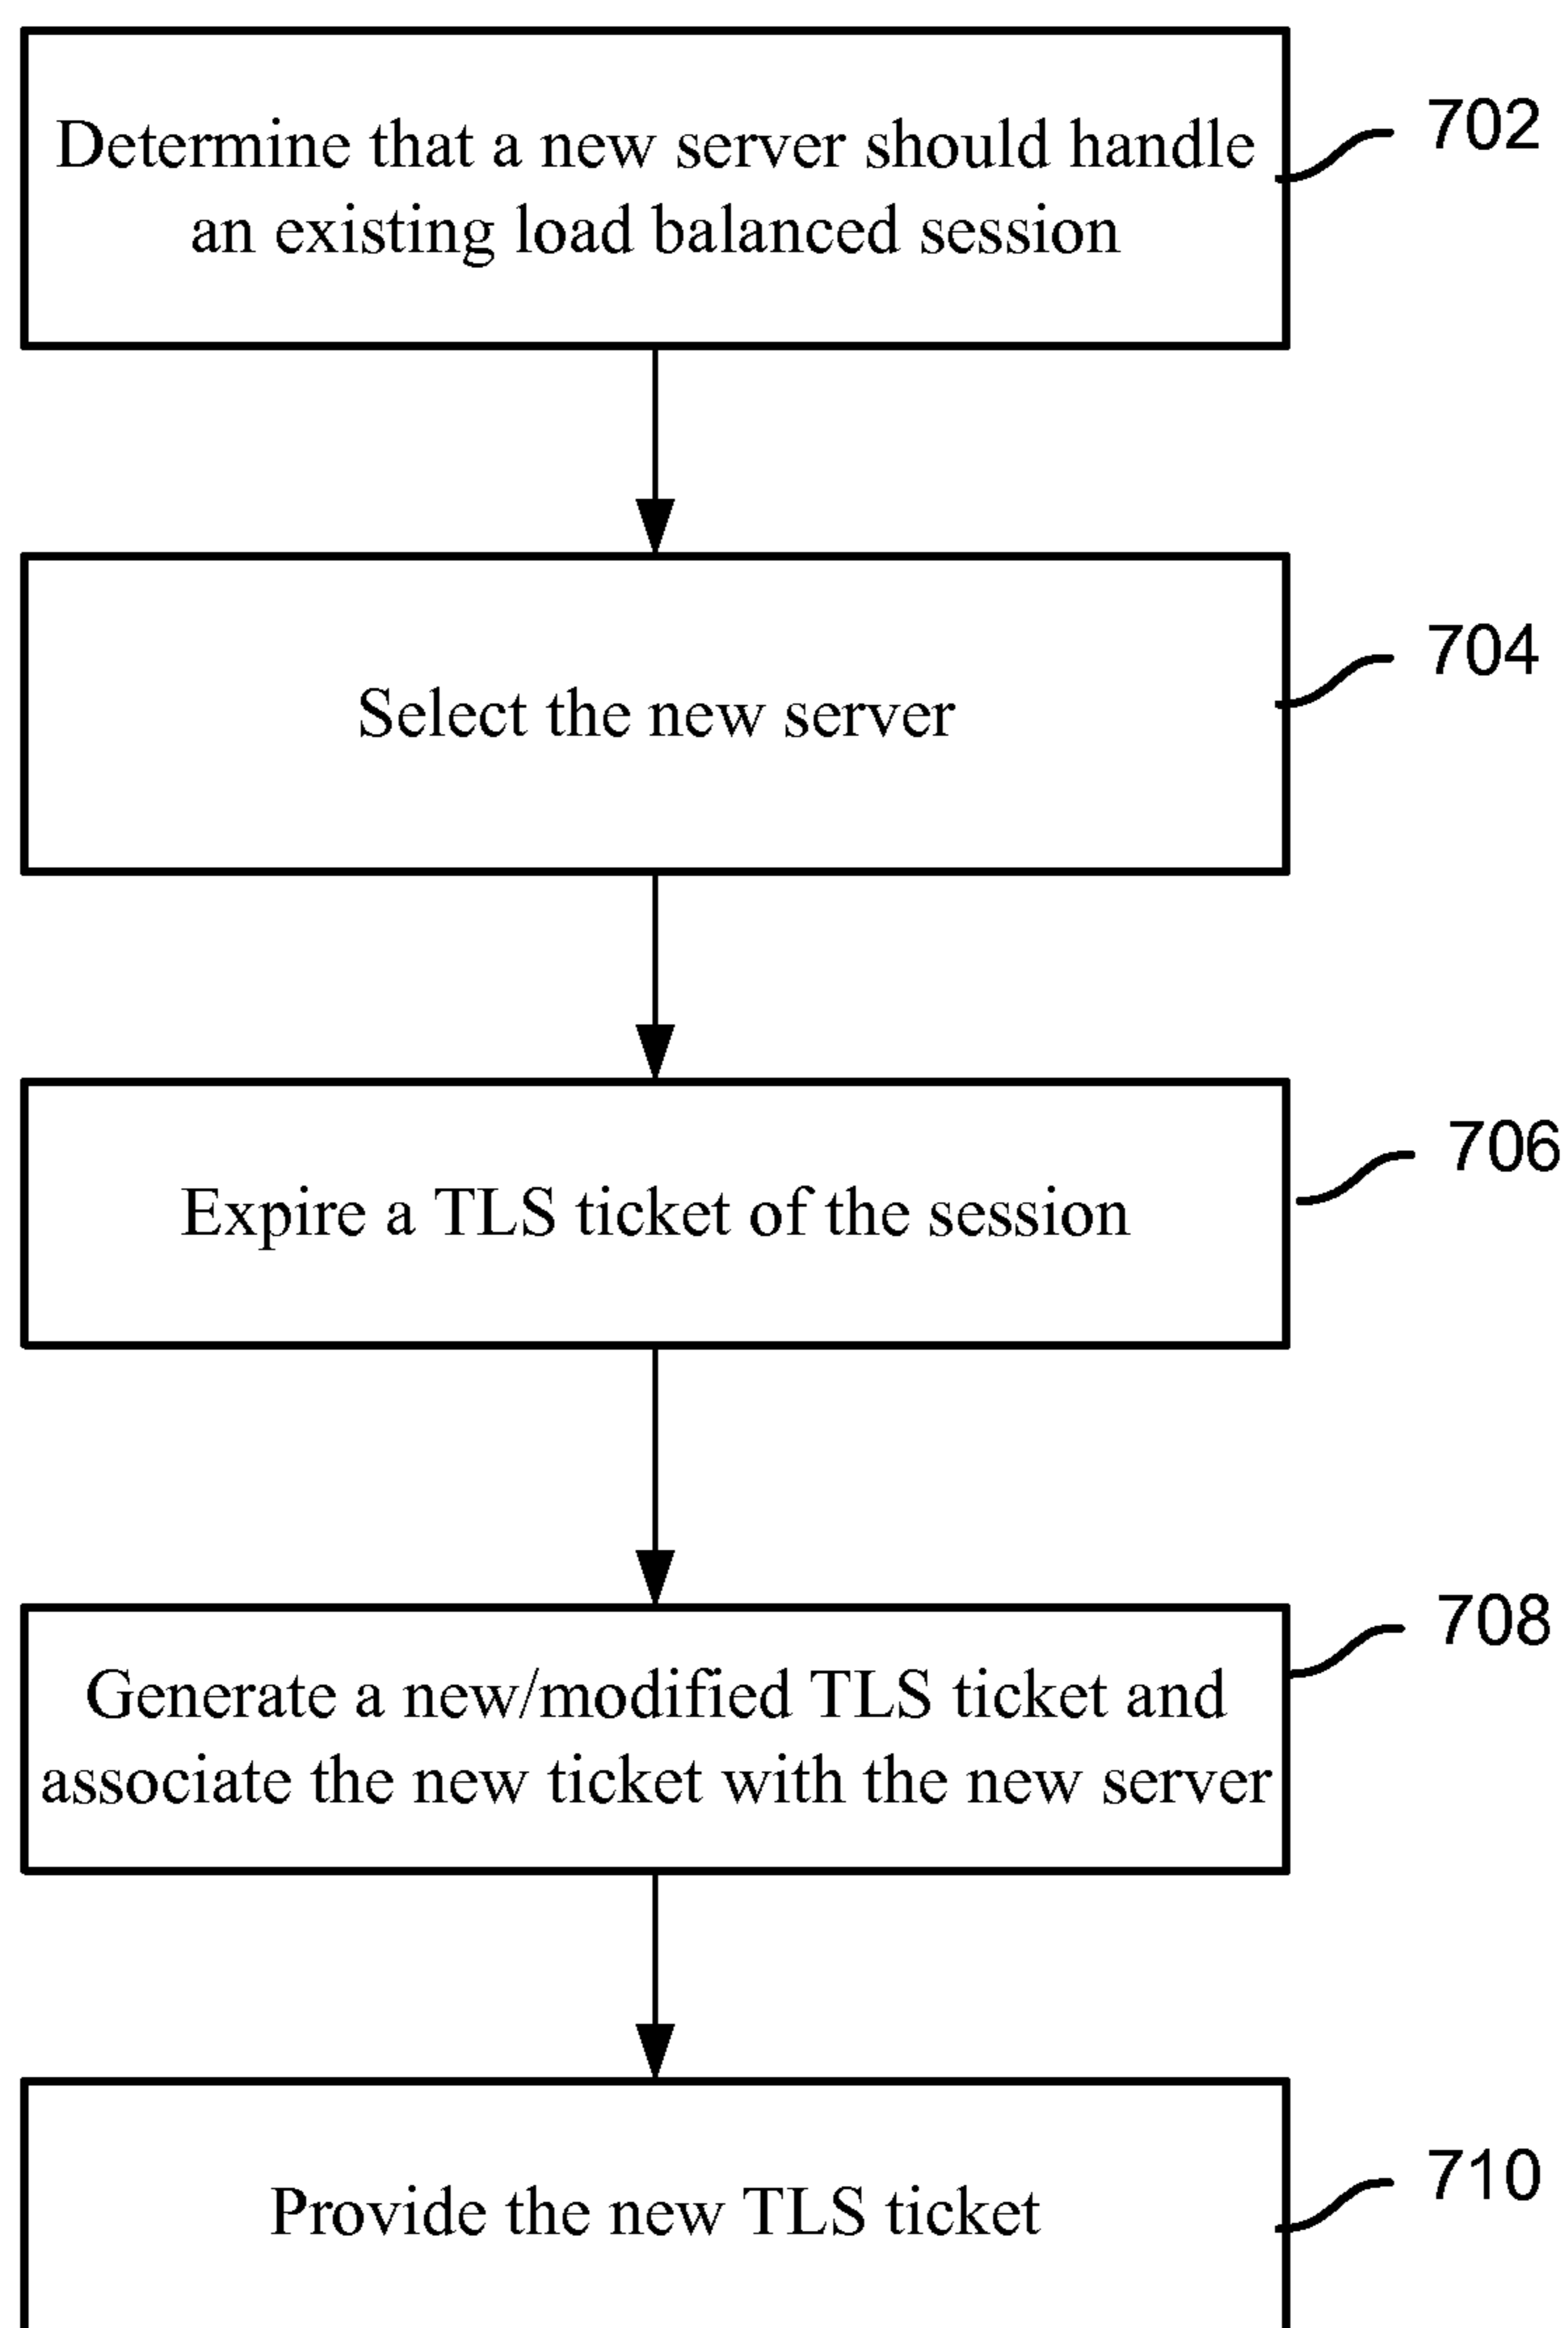 Determine that a new server should handle
an existing load balanced session
702
Select the new server
704
Expire a TLS ticket of the session
706
Generate a new/modified TLS ticket and
associate the new ticket with the new server
708
Provide the new TLS ticket
710